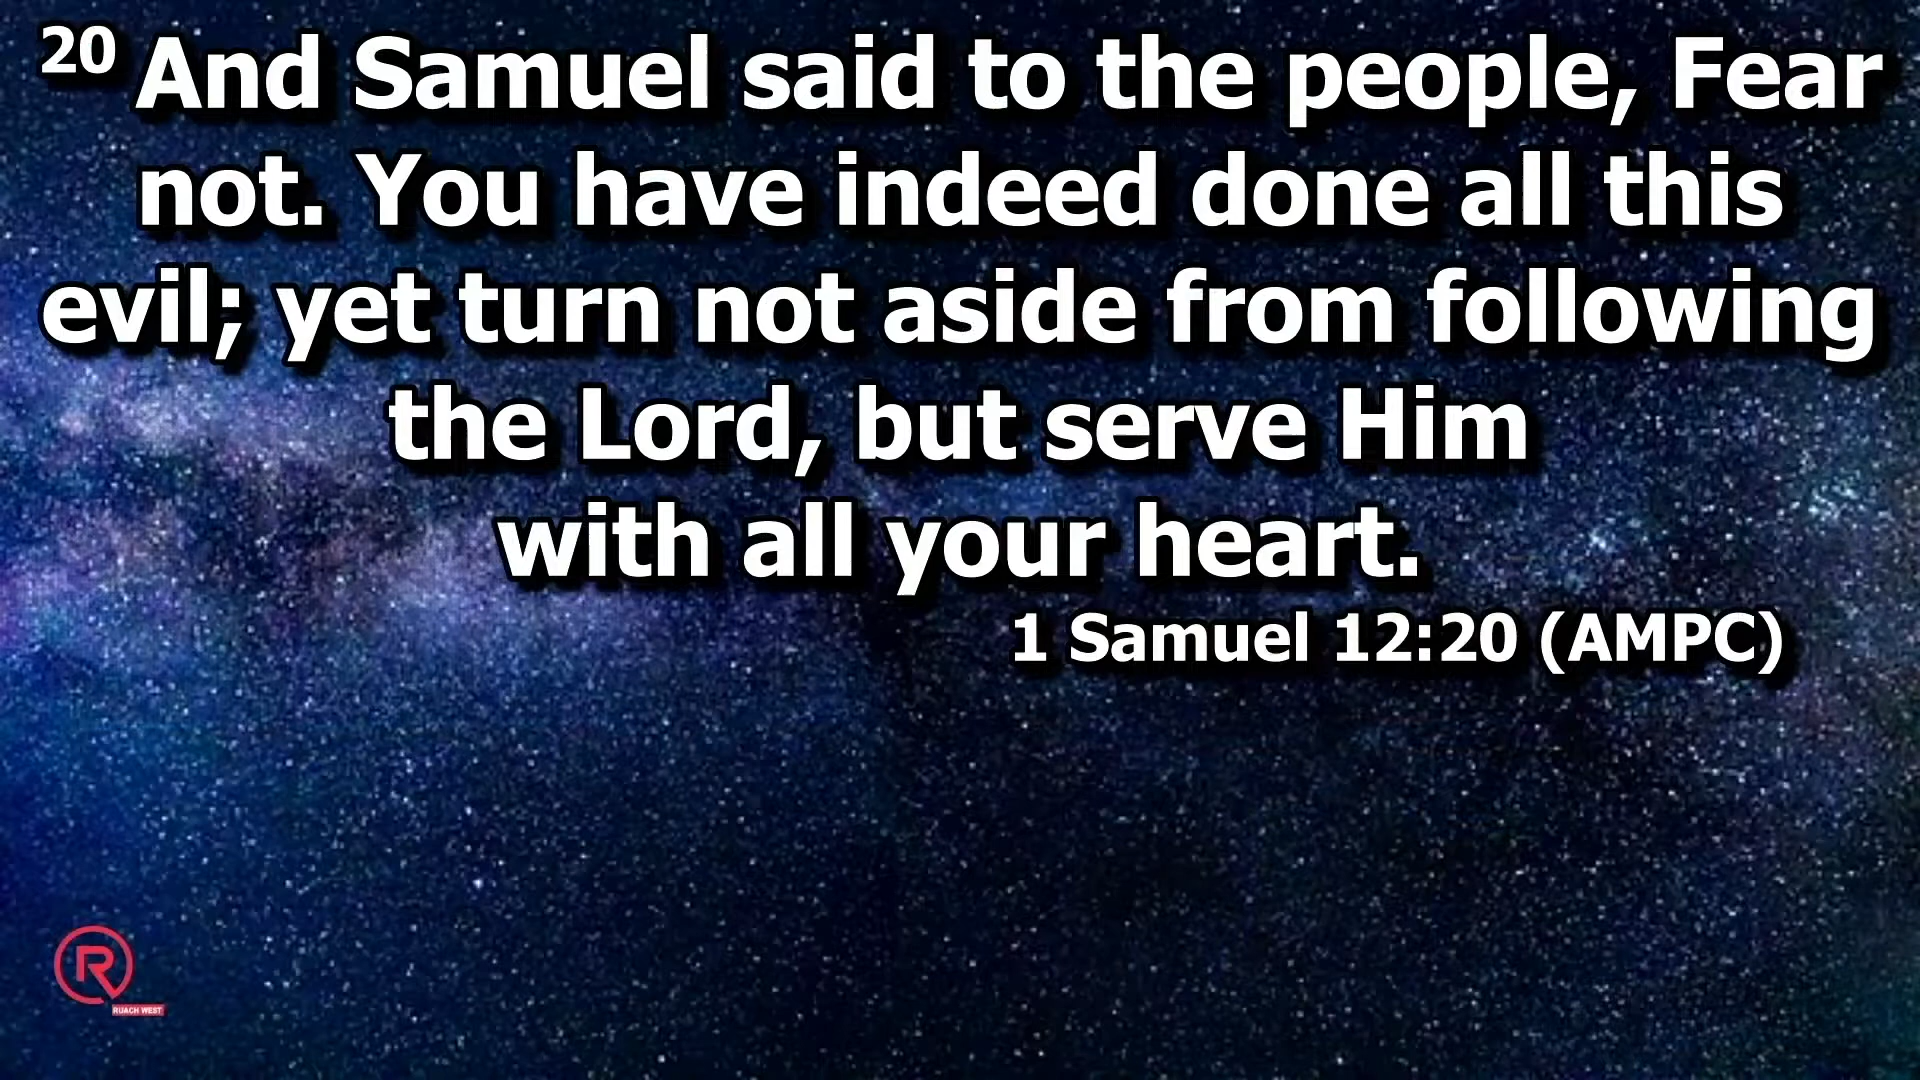 20 And Samuel said to the people, Fear
not. You have indeed done all this
evil; yet turn not aside from following
the Lord, but serve Him
with all your heart.
1 Samuel 12:20 (AMPC)
R
RUACH WEST